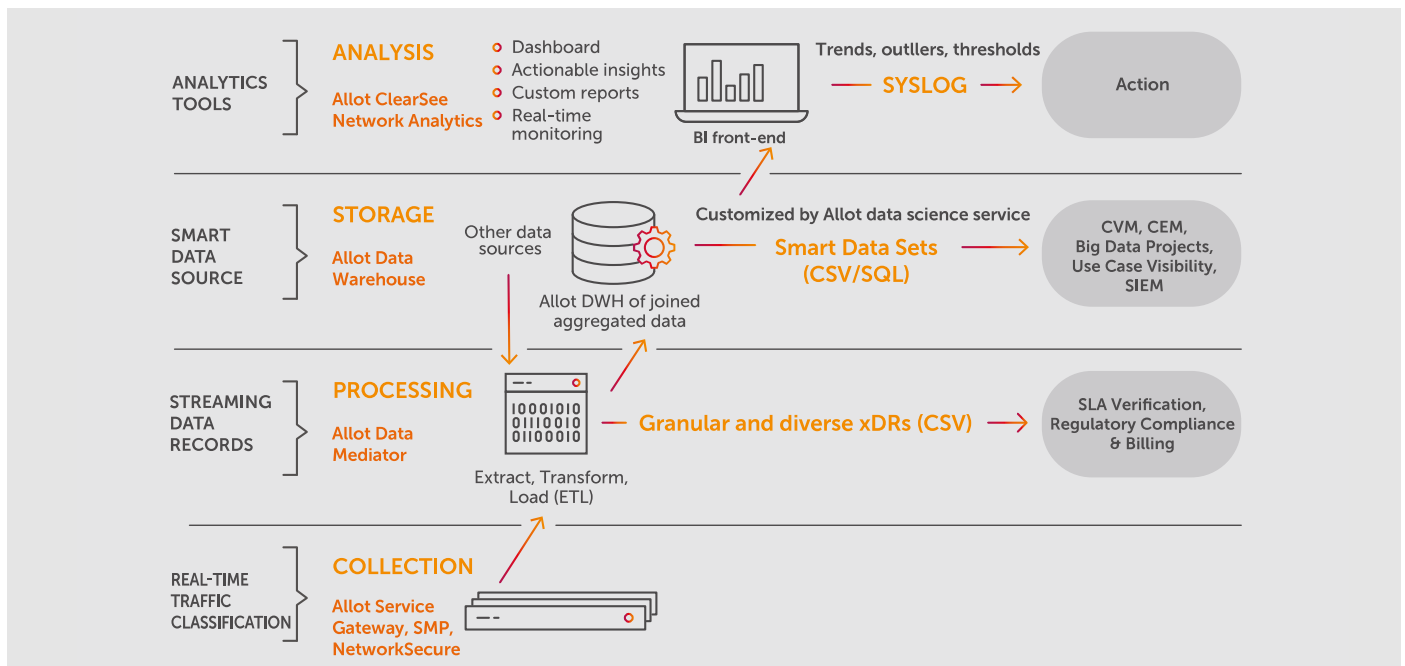 ANALYTICS
TOOLS
ANALYSIS
Allot ClearSee
Network Analytics
Dashboard
Actionable insights
Custom reports
Real-time
monitoring
BI front-end
Trends, outllers, thresholds
SYSLOG
Action
SMART
DATA
SOURCE
STORAGE
Allot Data
Warehouse
Other data
sources
Allot DWH of joined
aggregated data
Customized by Allot data science service
Smart Data Sets
(CSV/SQL)
CVM, CEM,
Big Data Projects,
Use Case Visibility,
SIEM
STREAMING
DATA
RECORDS
PROCESSING
Allot Data
Mediator
10001010
01110010
01100010
Extract, Transform,
Load (ETL)
Granular and diverse xDRs (CSV)
SLA Verification,
Regulatory Compliance
& Billing
REAL-TIME
TRAFFIC
CLASSIFICATION
COLLECTION
Allot Service
Gateway, SMP,
NetworkSecure